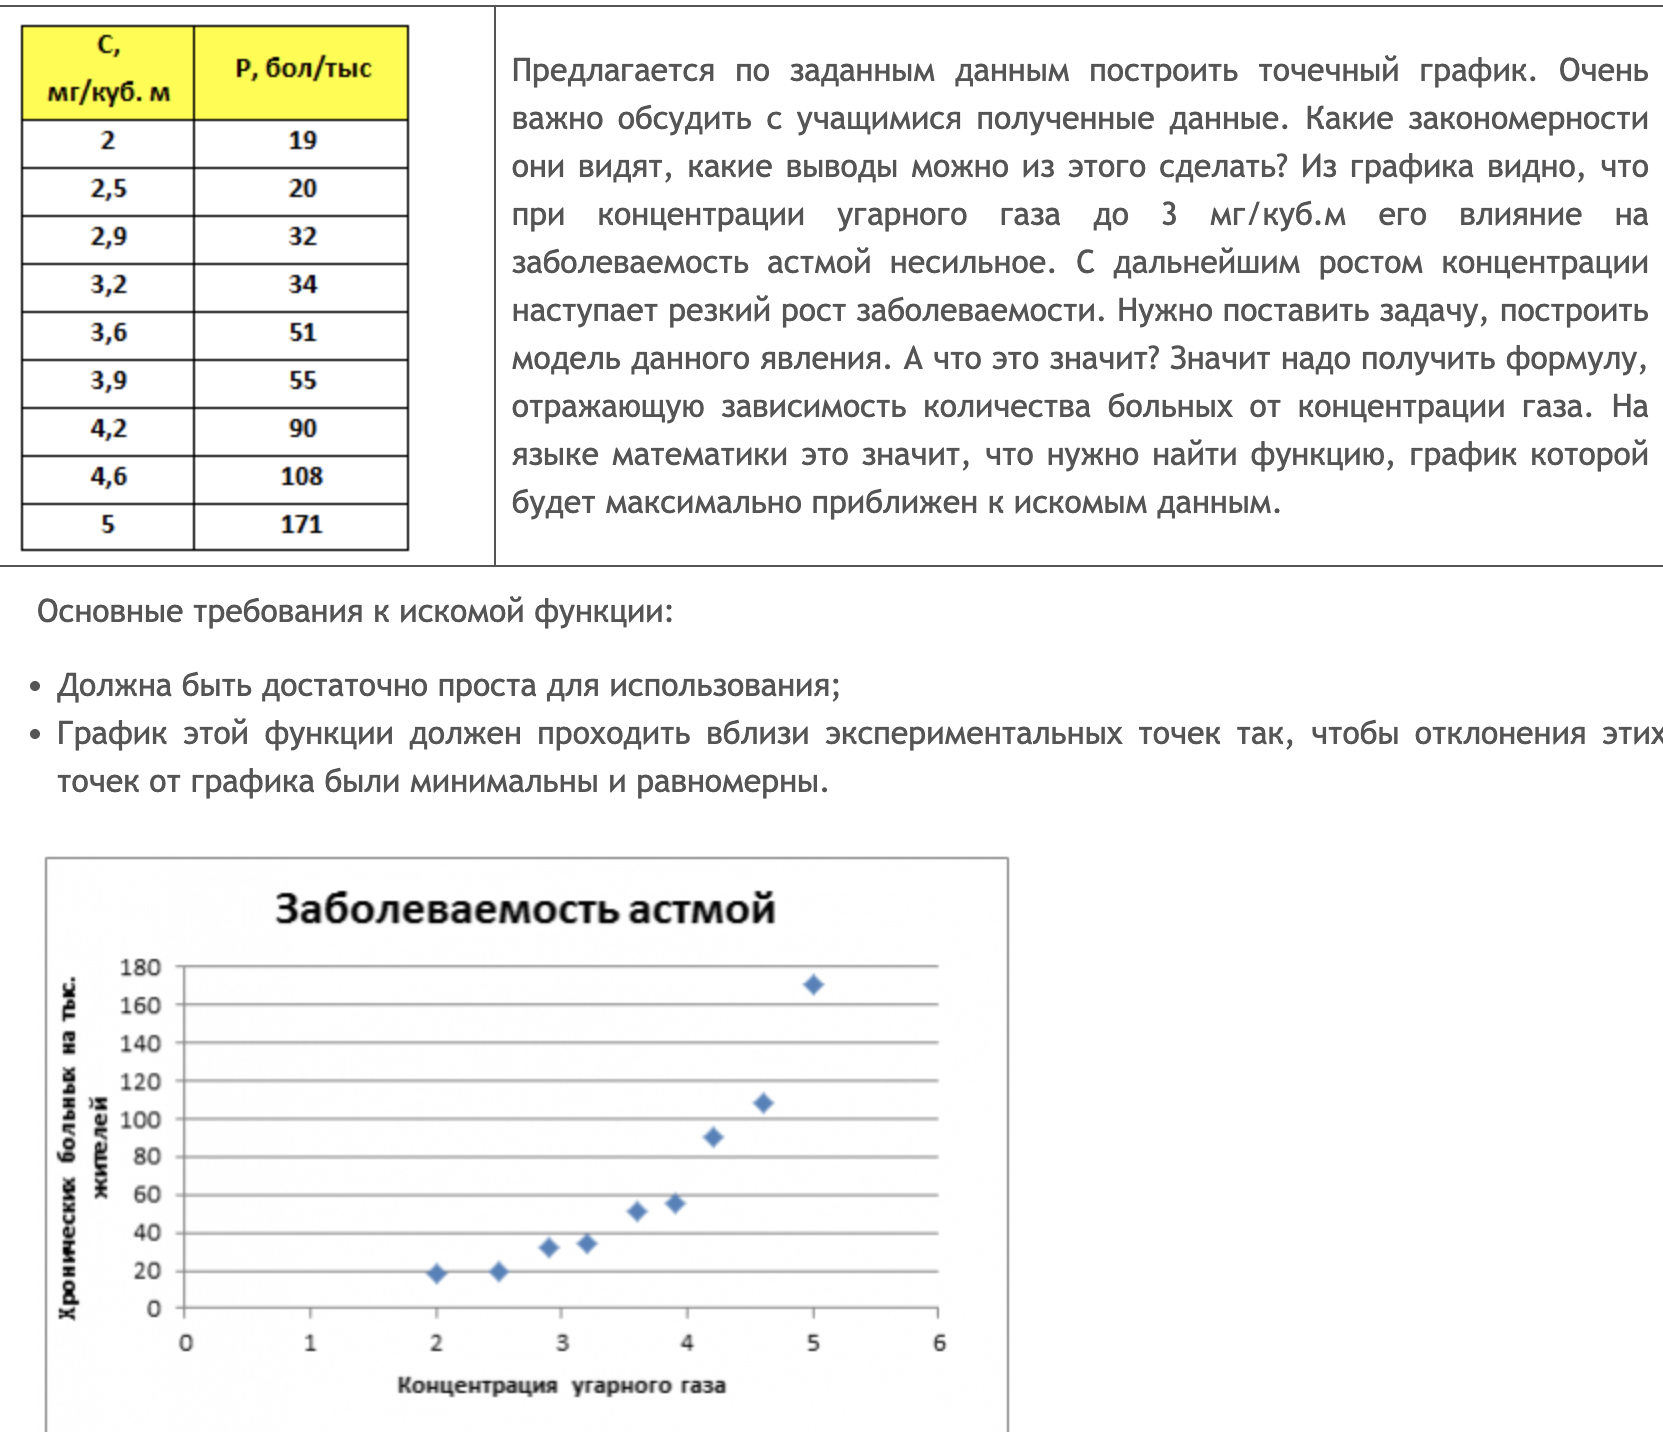 С,
мг/куб. м
Р, бол/тыс
2 19
2,5 20
2,9 32
3,2 34
3,6 51
3,9 55
4,2 90
4,6 108
5 171
Предлагается по заданным данным построить точечный график. Очень
важно обсудить с учащимися полученные данные. Какие закономерности
они видят, какие выводы можно из этого сделать? Из графика видно, что
при концентрации угарного газа до 3 мг/куб.м его влияние на
заболеваемость астмой несильное. С дальнейшим ростом концентрации
наступает резкий рост заболеваемости. Нужно поставить задачу, построить
модель данного явления. А что это значит? Значит надо получить формулу,
отражающую зависимость количества больных от концентрации газа. На
языке математики это значит, что нужно найти функцию, график которой
будет максимально приближен к искомым данным.
Основные требования к искомой функции:
• Должна быть достаточно проста для использования;
• График этой функции должен проходить вблизи экспериментальных точек так, чтобы отклонения этих
точек от графика были минимальны и равномерны.
Заболеваемость астмой
Хронических больных на тыс.
жителей
180
160
140
120
100
80
60
40
20
0
0 1 2 3 4 5 6
Концентрация угарного газа